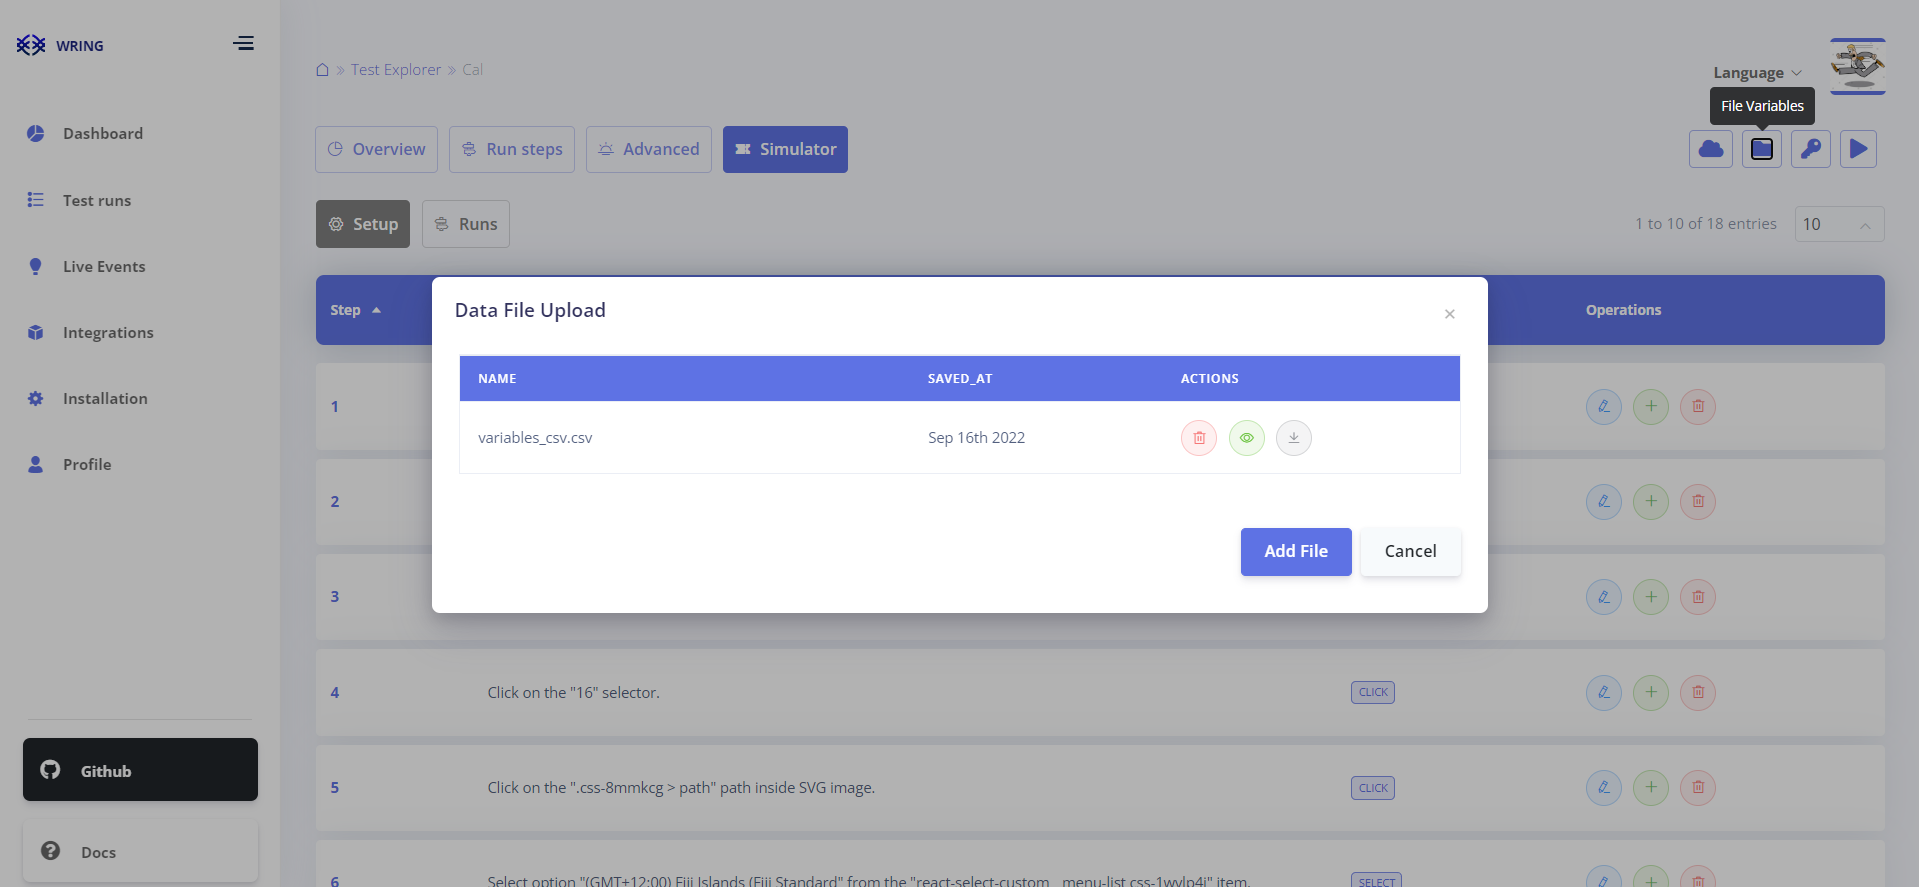 WRING
Test Explorer
Cal
Language
File Variables
Dashboard
Test runs
Live Events
Integrations
Installation
Profile
Github
Docs
Overview
Run steps
Advanced
Simulator
Setup
Runs
1 to 10 of 18 entries
10
Step
Operations
Data File Upload
×
NAME SAVED_AT ACTIONS
variables_csv.csv Sep 16th 2022
Add File
Cancel
1
2
3
4 Click on the "16" selector. CLICK
5 Click on the ".css-8mmkcg > path" path inside SVG image. CLICK
6 Select option "(GMT+12:00) Fiji Islands (Fiji Standard" from the "react-select-custom__menu-list css-1wvlp4i" item. SELECT